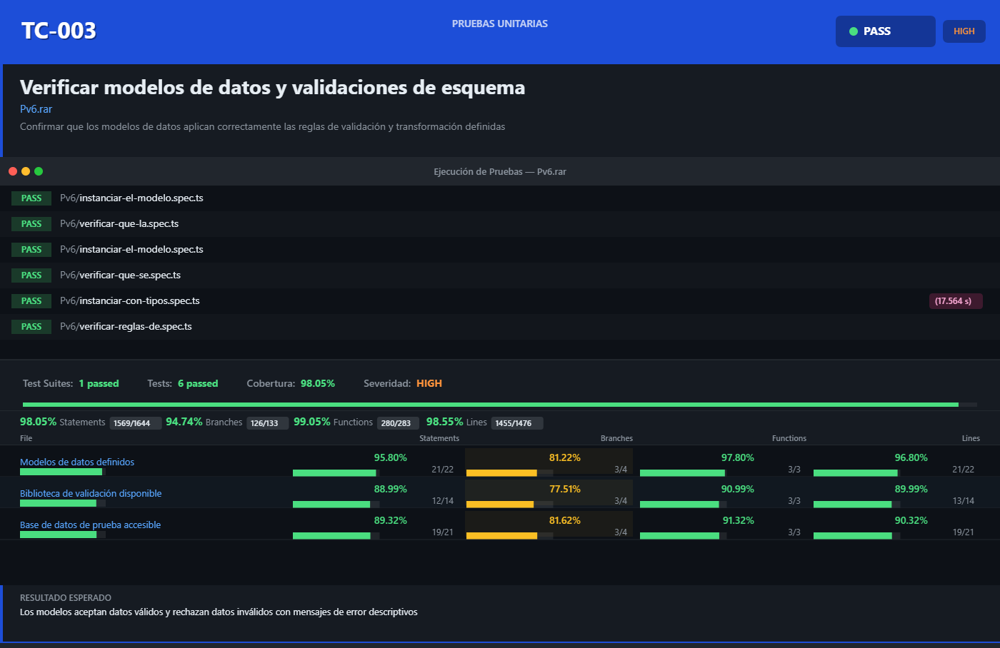 TC-003
PRUEBAS UNITARIAS
PASS
HIGH
Verificar modelos de datos y validaciones de esquema
Pv6.rar
Confirmar que los modelos de datos aplican correctamente las reglas de validación y transformación definidas
Ejecución de Pruebas — Pv6.rar
PASS Pv6/instanciar-el-modelo.spec.ts
PASS Pv6/verificar-que-la.spec.ts
PASS Pv6/instanciar-el-modelo.spec.ts
PASS Pv6/verificar-que-se.spec.ts
PASS Pv6/instanciar-con-tipos.spec.ts (17.564 s)
PASS Pv6/verificar-reglas-de.spec.ts
Test Suites: 1 passed Tests: 6 passed Cobertura: 98.05% Severidad: HIGH
98.05% Statements 1569/1644 94.74% Branches 126/133 99.05% Functions 280/283 98.55% Lines 1455/1476
File Statements Branches Functions Lines
Modelos de datos definidos 95.80% 21/22 81.22% 3/4 97.80% 3/3 96.80% 21/22
Biblioteca de validación disponible 88.99% 12/14 77.51% 3/4 90.99% 3/3 89.99% 13/14
Base de datos de prueba accesible 89.32% 19/21 81.62% 3/4 91.32% 3/3 90.32% 19/21
RESULTADO ESPERADO
Los modelos aceptan datos válidos y rechazan datos inválidos con mensajes de error descriptivos